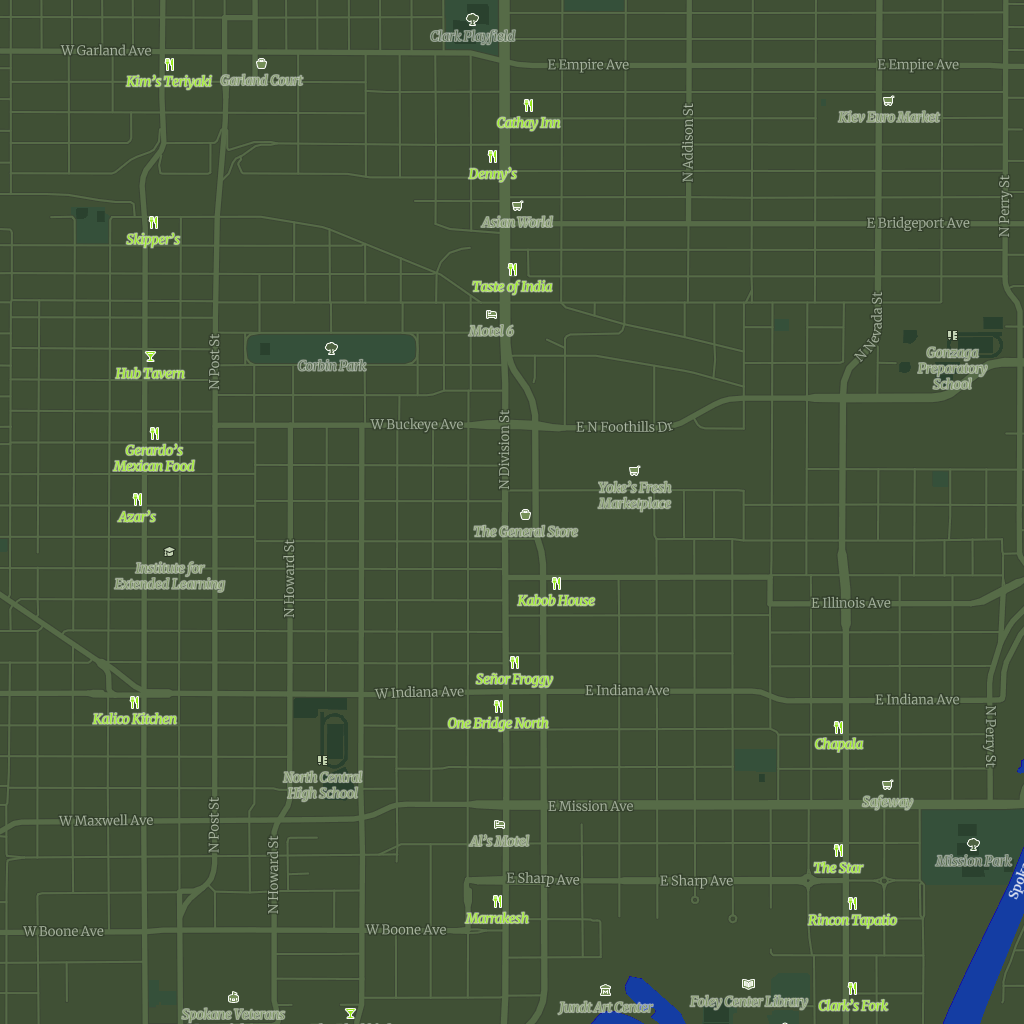 Clark Playfield
W Garland Ave
E Empire Ave
E Empire Ave
Kim's Teriyaki
Garland Court
Cathay Inn
Kiev Euro Market
N Addison St
Denny's
N Perry St
Asian World
E Bridgeport Ave
Skipper's
Taste of India
Motel 6
N Nevada St
Corbin Park
Gonzaga
Preparatory
School
N Post St
Hub Tavern
W Buckeye Ave
E N Foothills Dr
N Division St
Gerardo's
Mexican Food
Yoke's Fresh
Marketplace
Azar's
The General Store
Institute for
Extended Learning
N Howard St
Kabob House
E Illinois Ave
Señor Froggy
W Indiana Ave
E Indiana Ave
E Indiana Ave
Kalico Kitchen
One Bridge North
N Perry St
Chapala
North Central
High School
Safeway
E Mission Ave
W Maxwell Ave
N Post St
Al's Motel
Mission Park
The Star
N Howard St
E Sharp Ave
E Sharp Ave
Spoka
Marrakesh
Rincon Tapatio
W Boone Ave
W Boone Ave
Foley Center Library
Jundt Art Center
Clark's Fork
Spokane Veterans